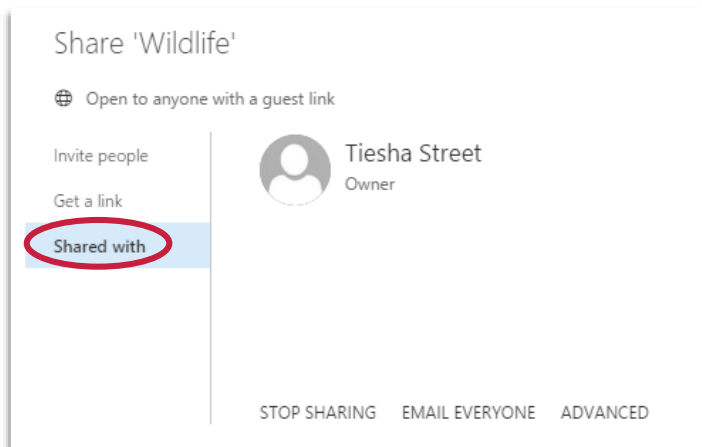 Share 'Wildlife'
Open to anyone with a guest link
Invite people
Get a link
Shared with
Tiesha Street
Owner
STOP SHARING EMAIL EVERYONE ADVANCED